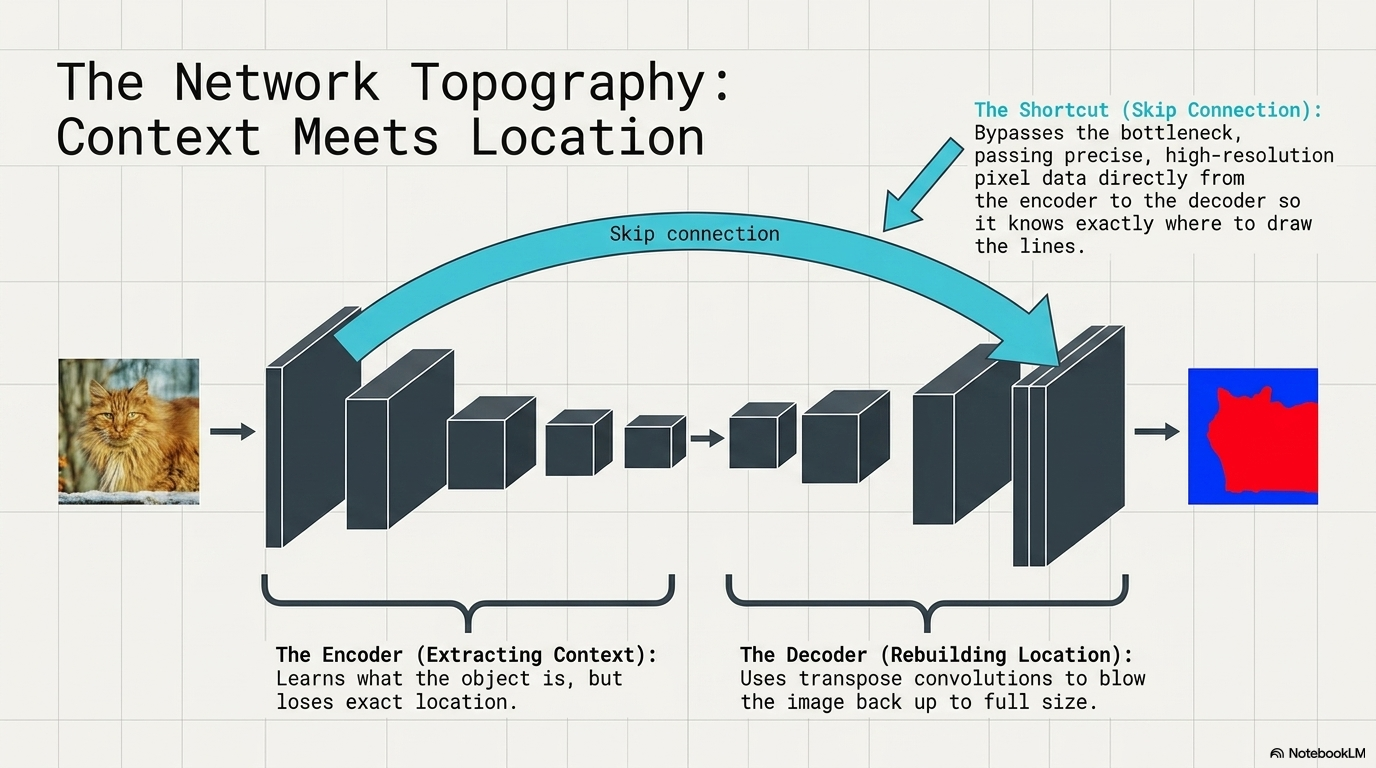 The Network Topography:
Context Meets Location
The Shortcut (Skip Connection):
Bypasses the bottleneck,
passing precise, high-resolution
pixel data directly from
the encoder to the decoder so
it knows exactly where to draw
the lines.
Skip connection
The Encoder (Extracting Context):
Learns what the object is, but
loses exact location.
The Decoder (Rebuilding Location):
Uses transpose convolutions to blow
the image back up to full size.
NotebookLM